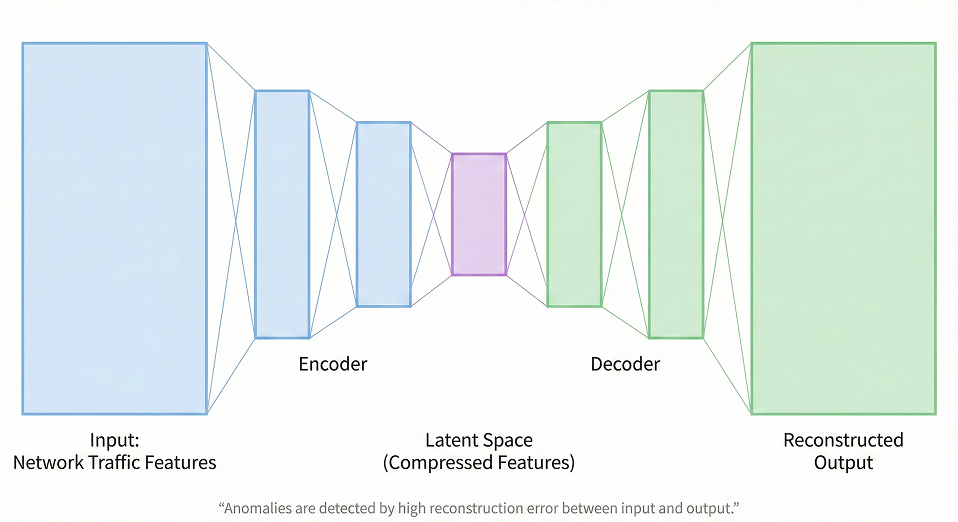 Encoder
Decoder
Input:
Network Traffic Features
Latent Space
(Compressed Features)
Reconstructed
Output
“Anomalies are detected by high reconstruction error between input and output.”